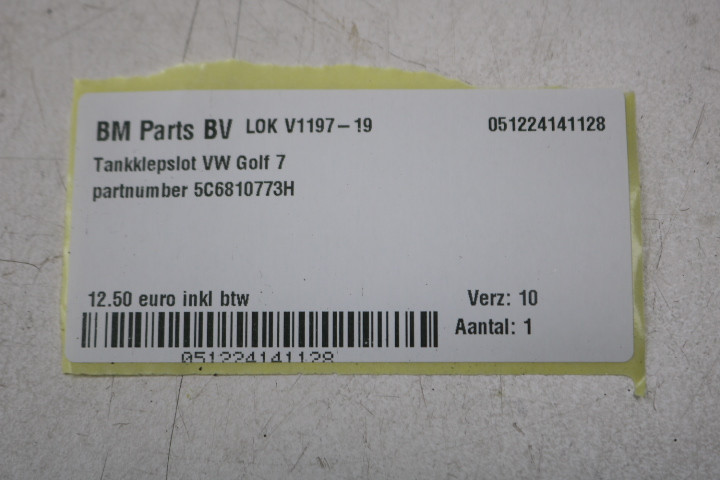 BM Parts BV LOK V1197-19 051224141128
Tankklepslot VW Golf 7
partnumber 5C6810773H
12.50 euro inkl btw Verz: 10
Aantal: 1
051224141128